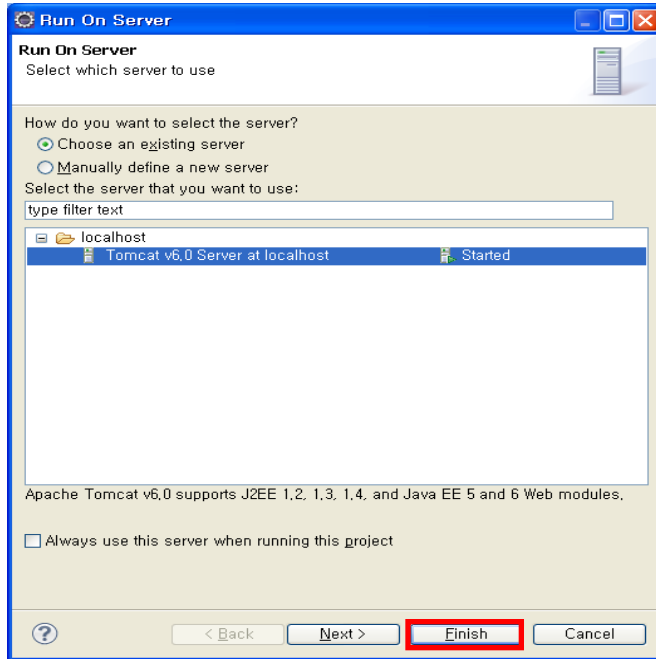 Run On Server
Run On Server
Select which server to use
How do you want to select the server?
Choose an existing server
Manually define a new server
Select the server that you want to use:
type filter text
localhost
Tomcat v6.0 Server at localhost Started
Apache Tomcat v6.0 supports J2EE 1.2, 1.3, 1.4, and Java EE 5 and 6 Web modules.
Always use this server when running this project
? < Back Next > Finish Cancel